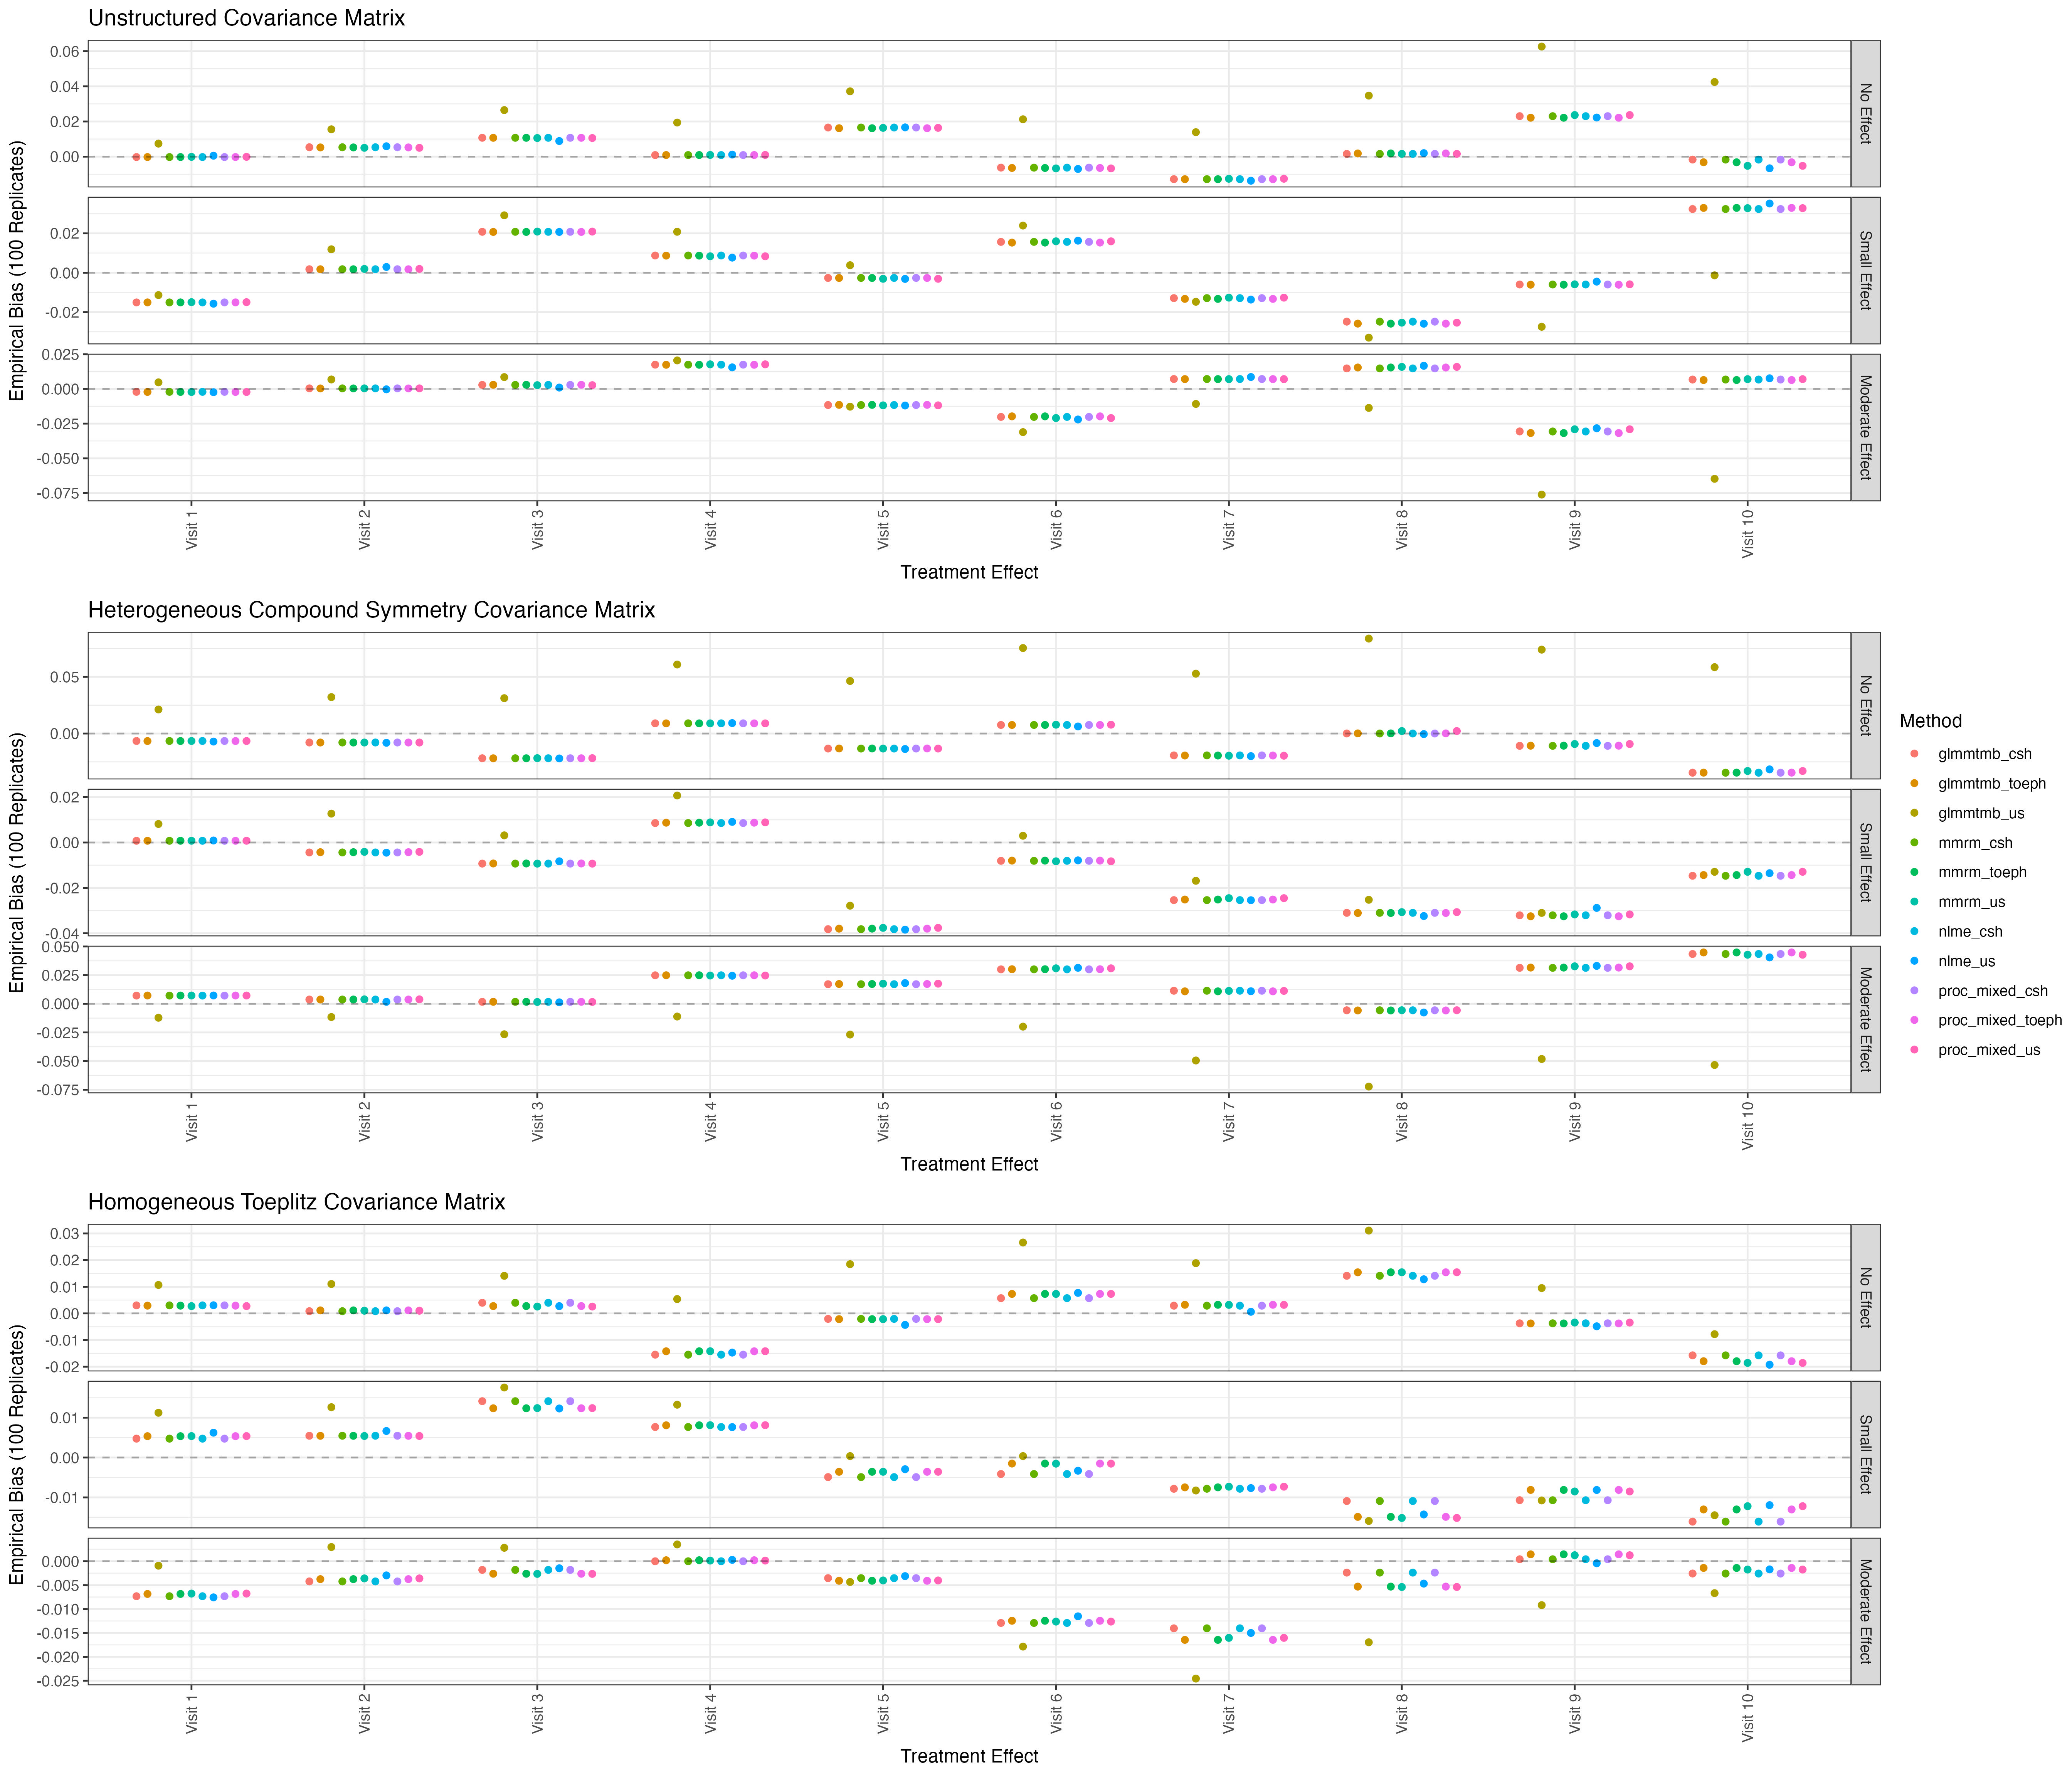 Unstructured Covariance Matrix
Empirical Bias (100 Replicates)
0.06
0.04
0.02
0.00
No Effect
0.02
0.00
-0.02
Small Effect
0.025
0.000
-0.025
-0.050
-0.075
Moderate Effect
Visit 1
Visit 2
Visit 3
Visit 4
Visit 5
Visit 6
Visit 7
Visit 8
Visit 9
Visit 10
Treatment Effect
Heterogeneous Compound Symmetry Covariance Matrix
Empirical Bias (100 Replicates)
0.05
0.00
No Effect
0.02
0.00
-0.02
-0.04
Small Effect
0.050
0.025
0.000
-0.025
-0.050
-0.075
Moderate Effect
Visit 1
Visit 2
Visit 3
Visit 4
Visit 5
Visit 6
Visit 7
Visit 8
Visit 9
Visit 10
Treatment Effect
Homogeneous Toeplitz Covariance Matrix
Empirical Bias (100 Replicates)
0.03
0.02
0.01
0.00
-0.01
-0.02
No Effect
0.01
0.00
-0.01
Small Effect
0.000
-0.005
-0.010
-0.015
-0.020
-0.025
Moderate Effect
Visit 1
Visit 2
Visit 3
Visit 4
Visit 5
Visit 6
Visit 7
Visit 8
Visit 9
Visit 10
Treatment Effect
Method
glmmtmb_csh
glmmtmb_toeph
glmmtmb_us
mmrm_csh
mmrm_toeph
mmrm_us
nlme_csh
nlme_us
proc_mixed_csh
proc_mixed_toeph
proc_mixed_us